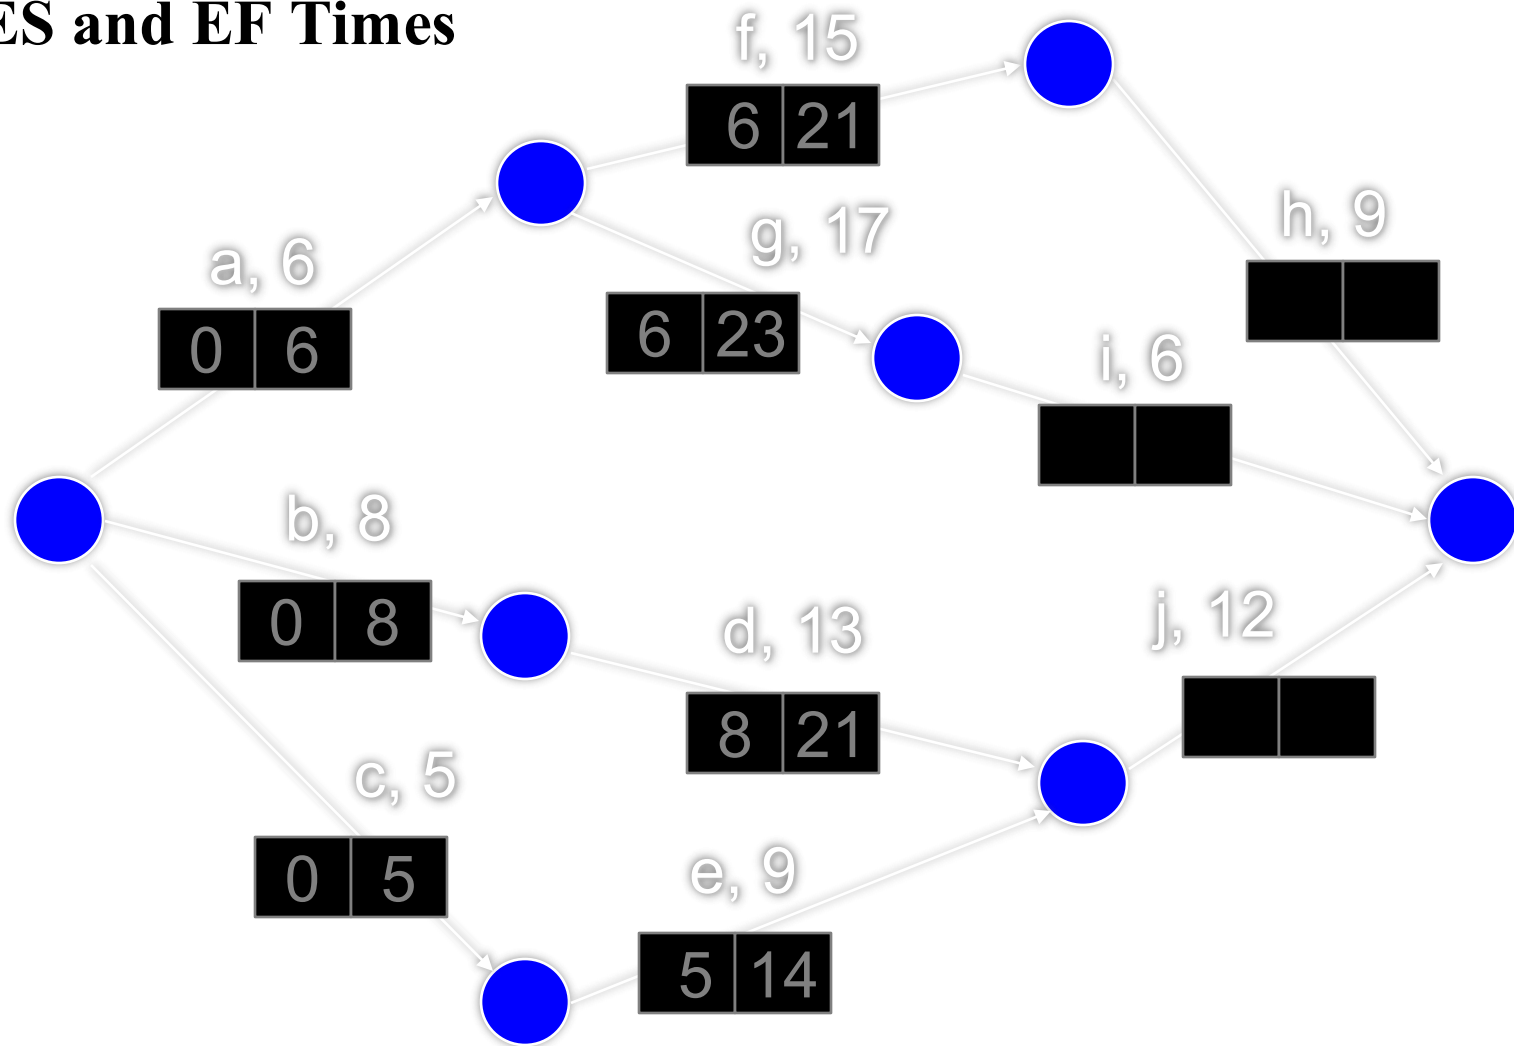 ES and EF Times
f, 15
6 21
a, 6
0 6
g, 17
6 23
h, 9
i, 6
b, 8
0 8
d, 13
8 21
j, 12
c, 5
0 5
e, 9
5 14